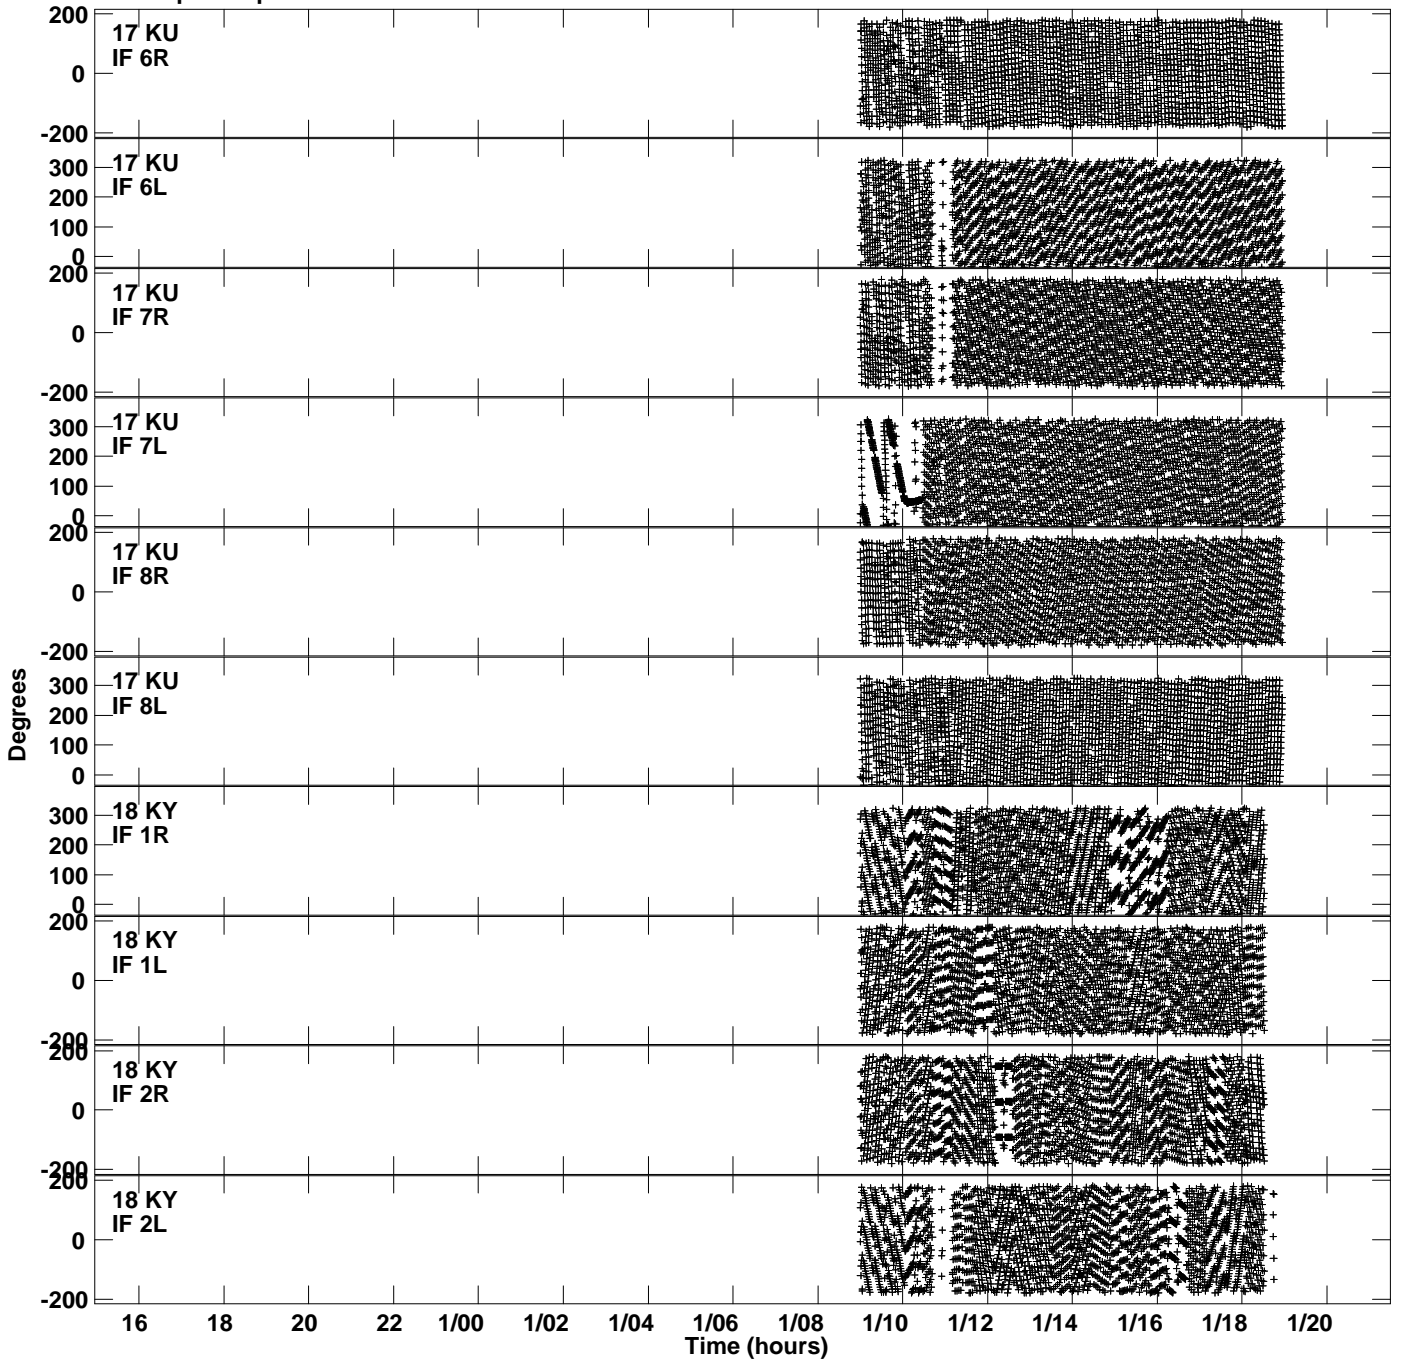 200
17 KU
IF 6R
0
-200
17 KU
300
IF 6L
200
100
0
200
17 KU
IF 7R
0
-200
17 KU
300
IF 7L
200
100
0
200
17 KU
IF 8R
0
-200
17 KU
300
IF 8L
200
100
0
18 KY
300
IF 1R
200
100
0
200
18 KY
IF 1L
0
-200
200
18 KY
IF 2R
0
-200
200
18 KY
IF 2L
0
-200
Degrees
16 18 20 22 1/00 1/02 1/04 1/06 1/08 1/10 1/12 1/14 1/16 1/18 1/20
Time (hours)